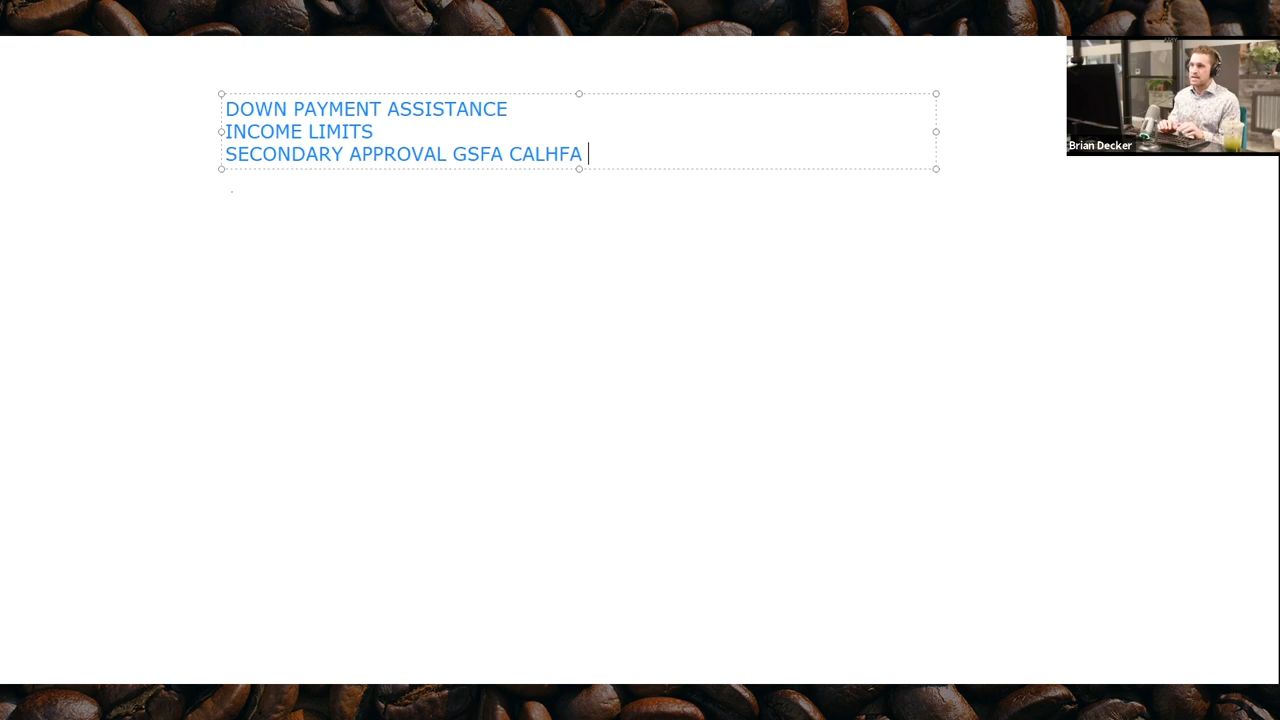 DOWN PAYMENT ASSISTANCE
INCOME LIMITS
SECONDARY APPROVAL GSFA CALHFA
Brian Decker